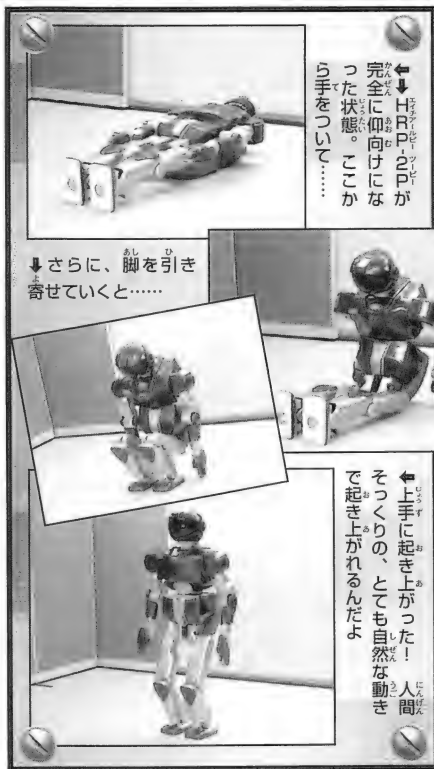 ⬅⬇HRP-2Pが
完全に仰向けにな
った状態。ここか
ら手をついて……
⬇さらに、脚を引き
寄せていくと……
⬅上手に起き上がった！　人間
そっくりの、とても自然な動き
で起き上がれるんだよ